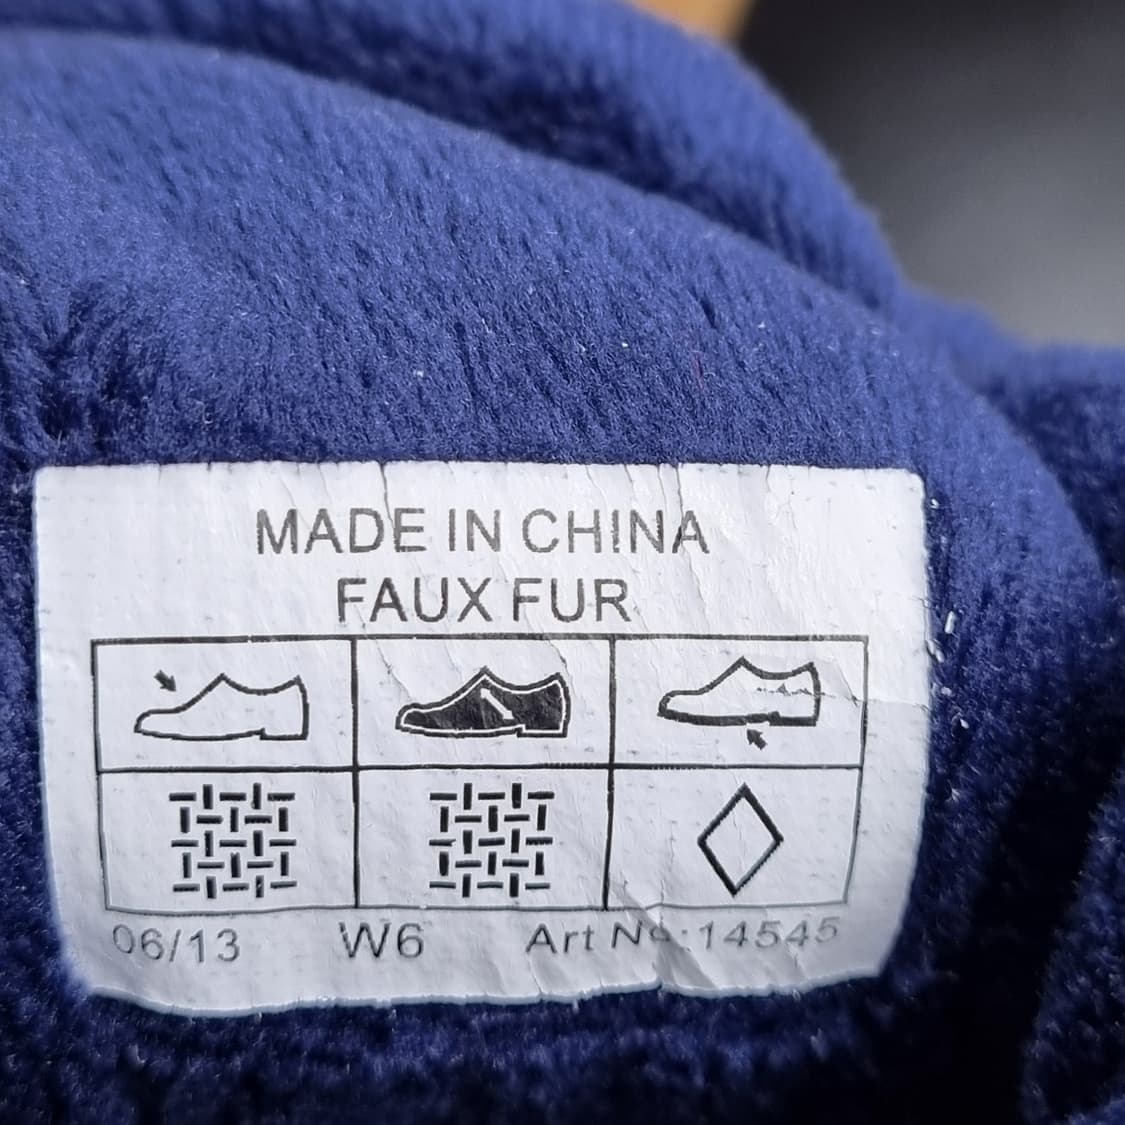 MADE IN CHINA
FAUX FUR
06/13 W6 Art No:14545